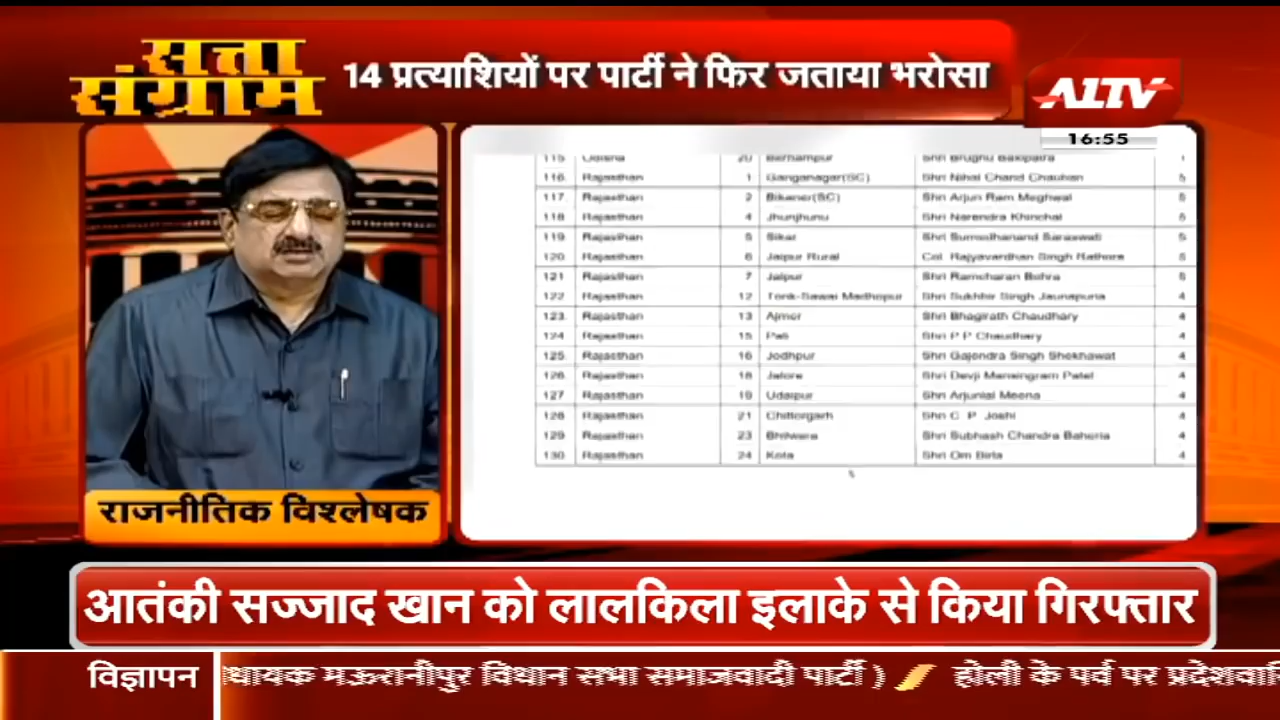 सत्ता
संग्राम
14 प्रत्याशियों पर पार्टी ने फिर जताया भरोसा
A1TV
16:55
115 Odisha 20 Berhampur Shri Brughu Baxipatra 1
116. Rajasthan 1 Ganganagar(SC) Shri Nihal Chand Chauhan 5
117. Rajasthan 2 Bikaner(SC) Shri Arjun Ram Meghwal 5
118 Rajasthan 4 Jhunjhunu Shri Narendra Khinchal 5
119 Rajasthan 5 Sikar Shri Sumedhanand Saraswati 5
120 Rajasthan 6 Jaipur Rural Col. Rajyavardhan Singh Rathore 5
121 Rajasthan 7 Jaipur Shri Ramcharan Bohra 5
122 Rajasthan 12 Tonk-Sawai Madhopur Shri Sukhbir Singh Jaunapuria 4
123. Rajasthan 13 Ajmer Shri Bhagirath Chaudhary 4
124. Rajasthan 15 Pali Shri P P Chaudhary 4
125. Rajasthan 16 Jodhpur Shri Gajendra Singh Shekhawat 4
126. Rajasthan 18 Jalore Shri Devji Mansingram Patel 4
127 Rajasthan 19 Udaipur Shri Arjunlal Meena 4
128 Rajasthan 21 Chittorgarh Shri C. P. Joshi 4
129 Rajasthan 23 Bhilwara Shri Subhash Chandra Baheria 4
130 Rajasthan 24 Kota Shri Om Birla 4
राजनीतिक विश्लेषक
आतंकी सज्जाद खान को लालकिला इलाके से किया गिरफ्तार
विज्ञापन मऊरानीपुर विधान सभा समाजवादी पार्टी ) होली के पर्व पर